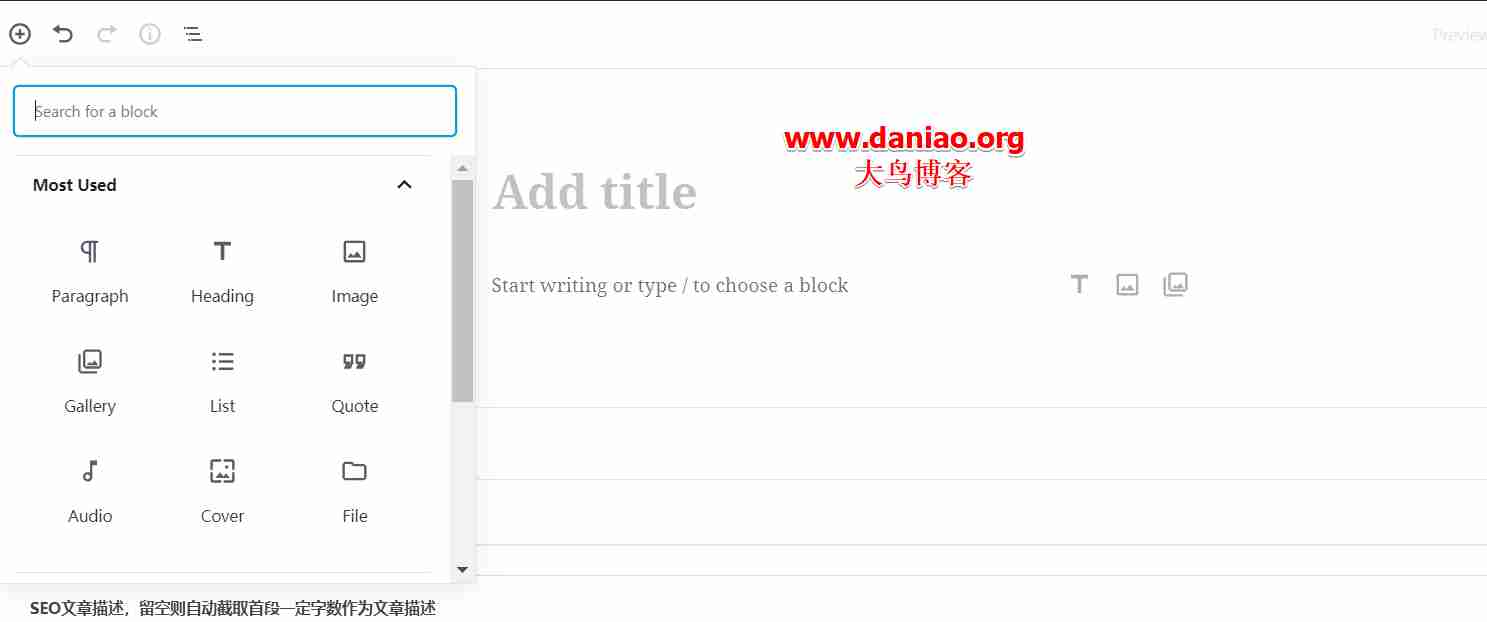 Preview
Search for a block
www.daniao.org
大鸟博客
Most Used
Add title
Paragraph
Heading
Image
Start writing or type / to choose a block
Gallery
List
Quote
Audio
Cover
File
SEO文章描述，留空则自动截取首段一定字数作为文章描述